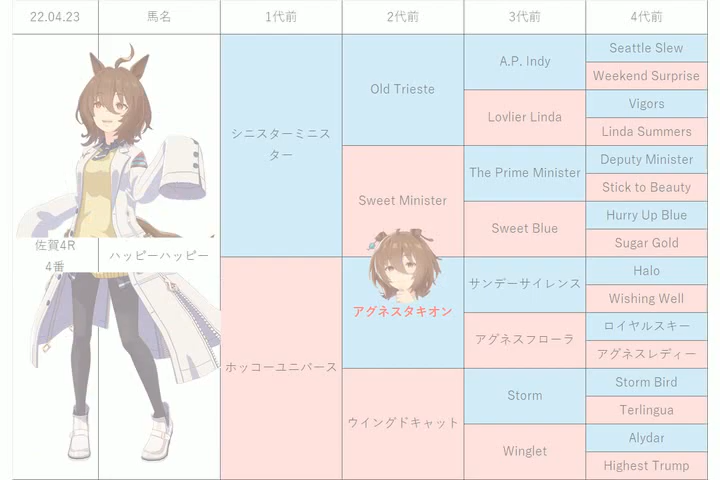 22.04.23 馬名 1代前 2代前 3代前 4代前
佐賀4R
4番
ハッピーハッピー
シニスターミニス
ター
ホッコーユニバース
Old Trieste
Sweet Minister
アグネスタキオン
ウイングドキャット
A.P. Indy
Lovlier Linda
The Prime Minister
Sweet Blue
サンデーサイレンス
アグネスフローラ
Storm
Winglet
Seattle Slew
Weekend Surprise
Vigors
Linda Summers
Deputy Minister
Stick to Beauty
Hurry Up Blue
Sugar Gold
Halo
Wishing Well
ロイヤルスキー
アグネスレディー
Storm Bird
Terlingua
Alydar
Highest Trump